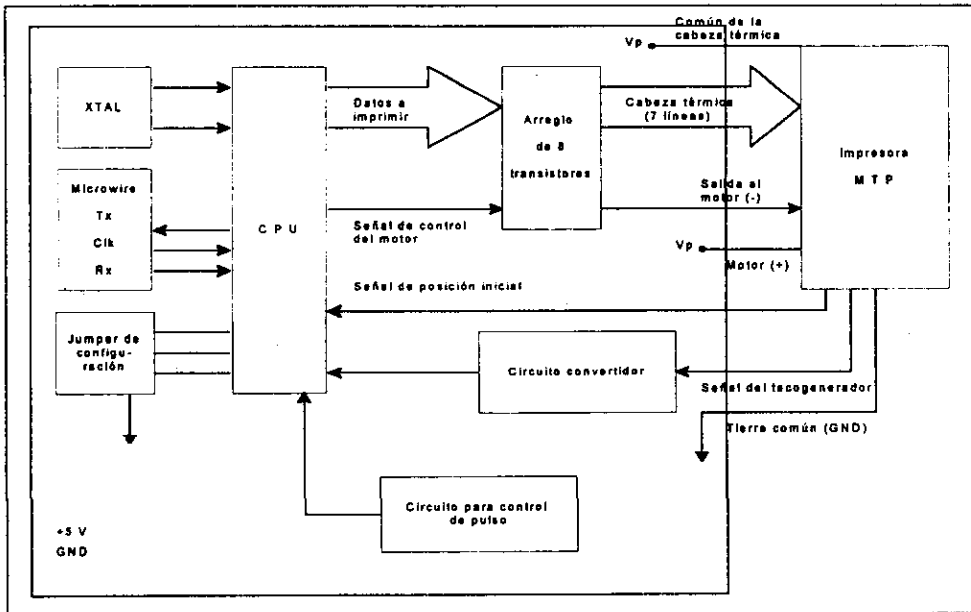 Común de la
cabeza térmica
Vp
XTAL
Datos a
imprimir
Arreglo
de 8
transistores
Cabeza térmica
(7 líneas)
Impresora
M T P
Microwire
Tx
Clk
Rx
C P U
Señal de control
del motor
Salida al
motor (-)
Vp
Motor (+)
Señal de posición inicial
Jumper de
configu-
ración
Circuito convertidor
Señal del tacogenerador
Tierra común (GND)
Circuito para control
de pulso
+5 V
GND